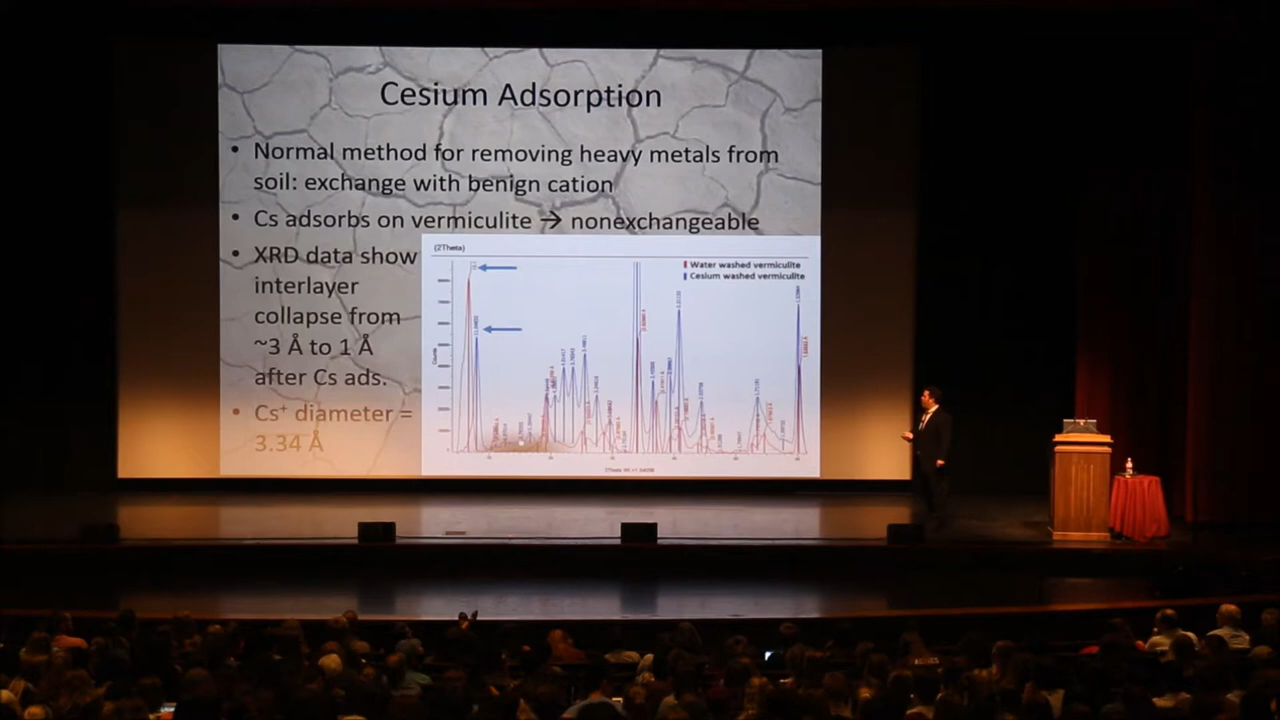 Cesium Adsorption
• Normal method for removing heavy metals from
soil: exchange with benign cation
• Cs adsorbs on vermiculite → nonexchangeable
• XRD data show
interlayer
collapse from
~3 Å to 1 Å
after Cs ads.
• Cs⁺ diameter =
3.34 Å
(2Theta)
Water washed vermiculite
Cesium washed vermiculite
Counts